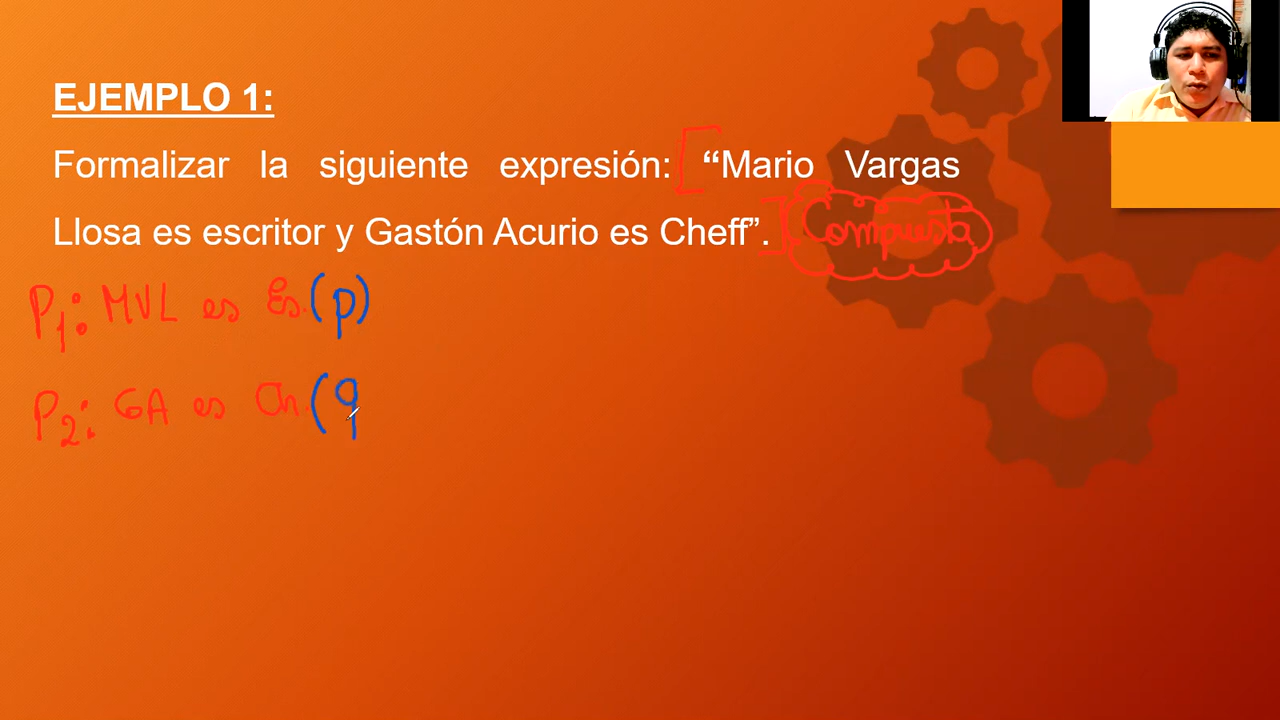 EJEMPLO 1:
Formalizar la siguiente expresión: “Mario Vargas
Llosa es escritor y Gastón Acurio es Cheff”. Compuesta
P1: MVL es Es. (p)
P2: GA es Ch. (q